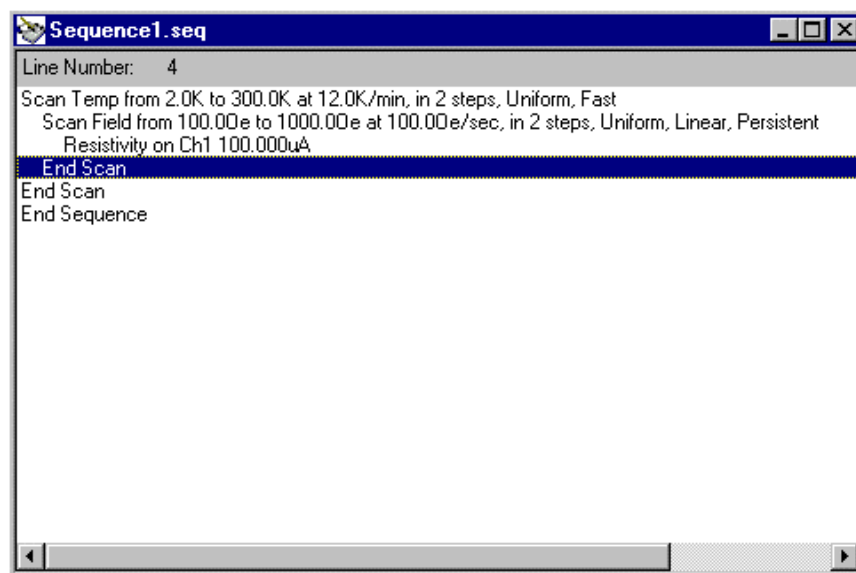 Sequence1.seq
Line Number: 4
Scan Temp from 2.0K to 300.0K at 12.0K/min, in 2 steps, Uniform, Fast
Scan Field from 100.0Oe to 1000.0Oe at 100.0Oe/sec, in 2 steps, Uniform, Linear, Persistent
Resistivity on Ch1 100.000uA
End Scan
End Scan
End Sequence